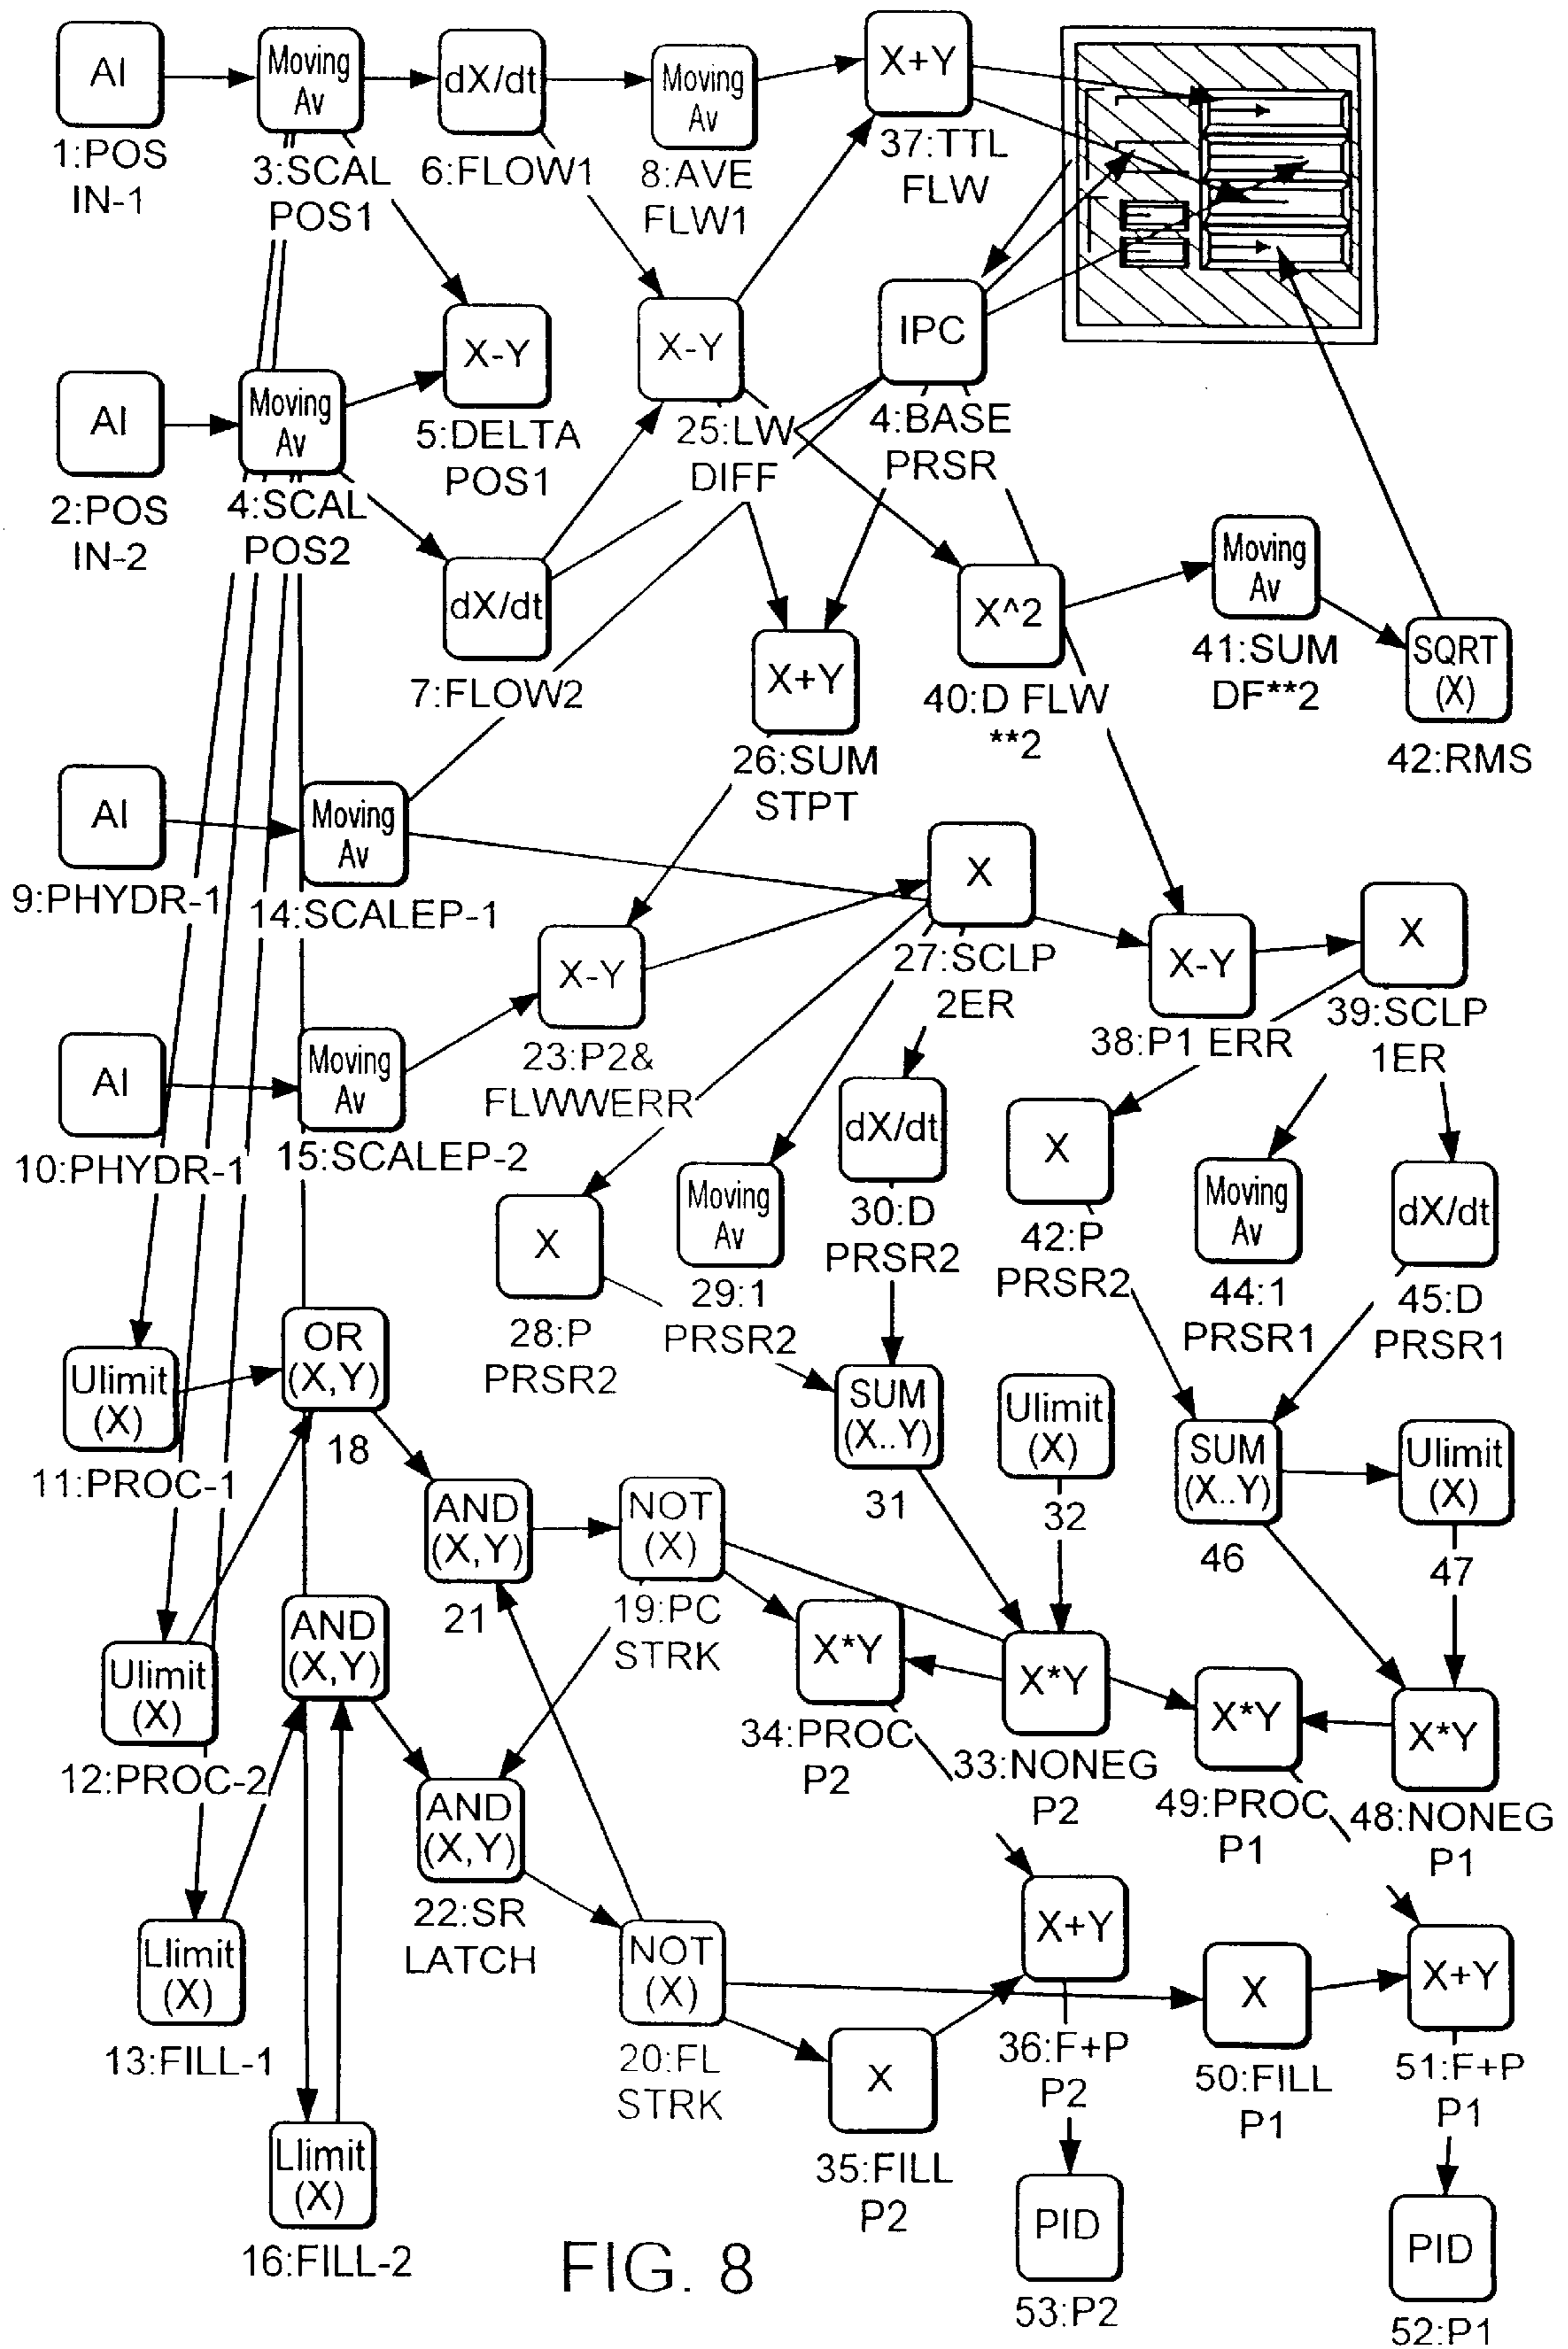 AI
1:POS
IN-1
Moving
Av
3:SCAL
POS1
dX/dt
6:FLOW1
Moving
Av
8:AVE
FLW1
X+Y
37:TTL
FLW
AI
2:POS
IN-2
Moving
Av
4:SCAL
POS2
X-Y
5:DELTA
POS1
X-Y
25:LW
DIFF
IPC
4:BASE
PRSR
dX/dt
7:FLOW2
X+Y
26:SUM
STPT
X^2
40:D FLW
**2
Moving
Av
41:SUM
DF**2
SQRT
(X)
42:RMS
AI
9:PHYDR-1
Moving
Av
14:SCALEP-1
X
27:SCLP
2ER
X-Y
23:P2&
FLWWERR
X-Y
38:P1 ERR
X
39:SCLP
1ER
AI
10:PHYDR-1
Moving
Av
15:SCALEP-2
X
28:P
PRSR2
Moving
Av
29:1
PRSR2
dX/dt
30:D
PRSR2
X
42:P
PRSR2
Moving
Av
44:1
PRSR1
dX/dt
45:D
PRSR1
Ulimit
(X)
11:PROC-1
OR
(X,Y)
18
AND
(X,Y)
21
NOT
(X)
19:PC
STRK
SUM
(X..Y)
31
Ulimit
(X)
32
SUM
(X..Y)
46
Ulimit
(X)
47
Ulimit
(X)
12:PROC-2
AND
(X,Y)
X*Y
34:PROC
P2
X*Y
33:NONEG
P2
X*Y
49:PROC
P1
X*Y
48:NONEG
P1
AND
(X,Y)
22:SR
LATCH
Llimit
(X)
13:FILL-1
NOT
(X)
20:FL
STRK
X+Y
36:F+P
P2
X
50:FILL
P1
X+Y
51:F+P
P1
X
35:FILL
P2
Llimit
(X)
16:FILL-2
PID
53:P2
PID
52:P1
FIG. 8